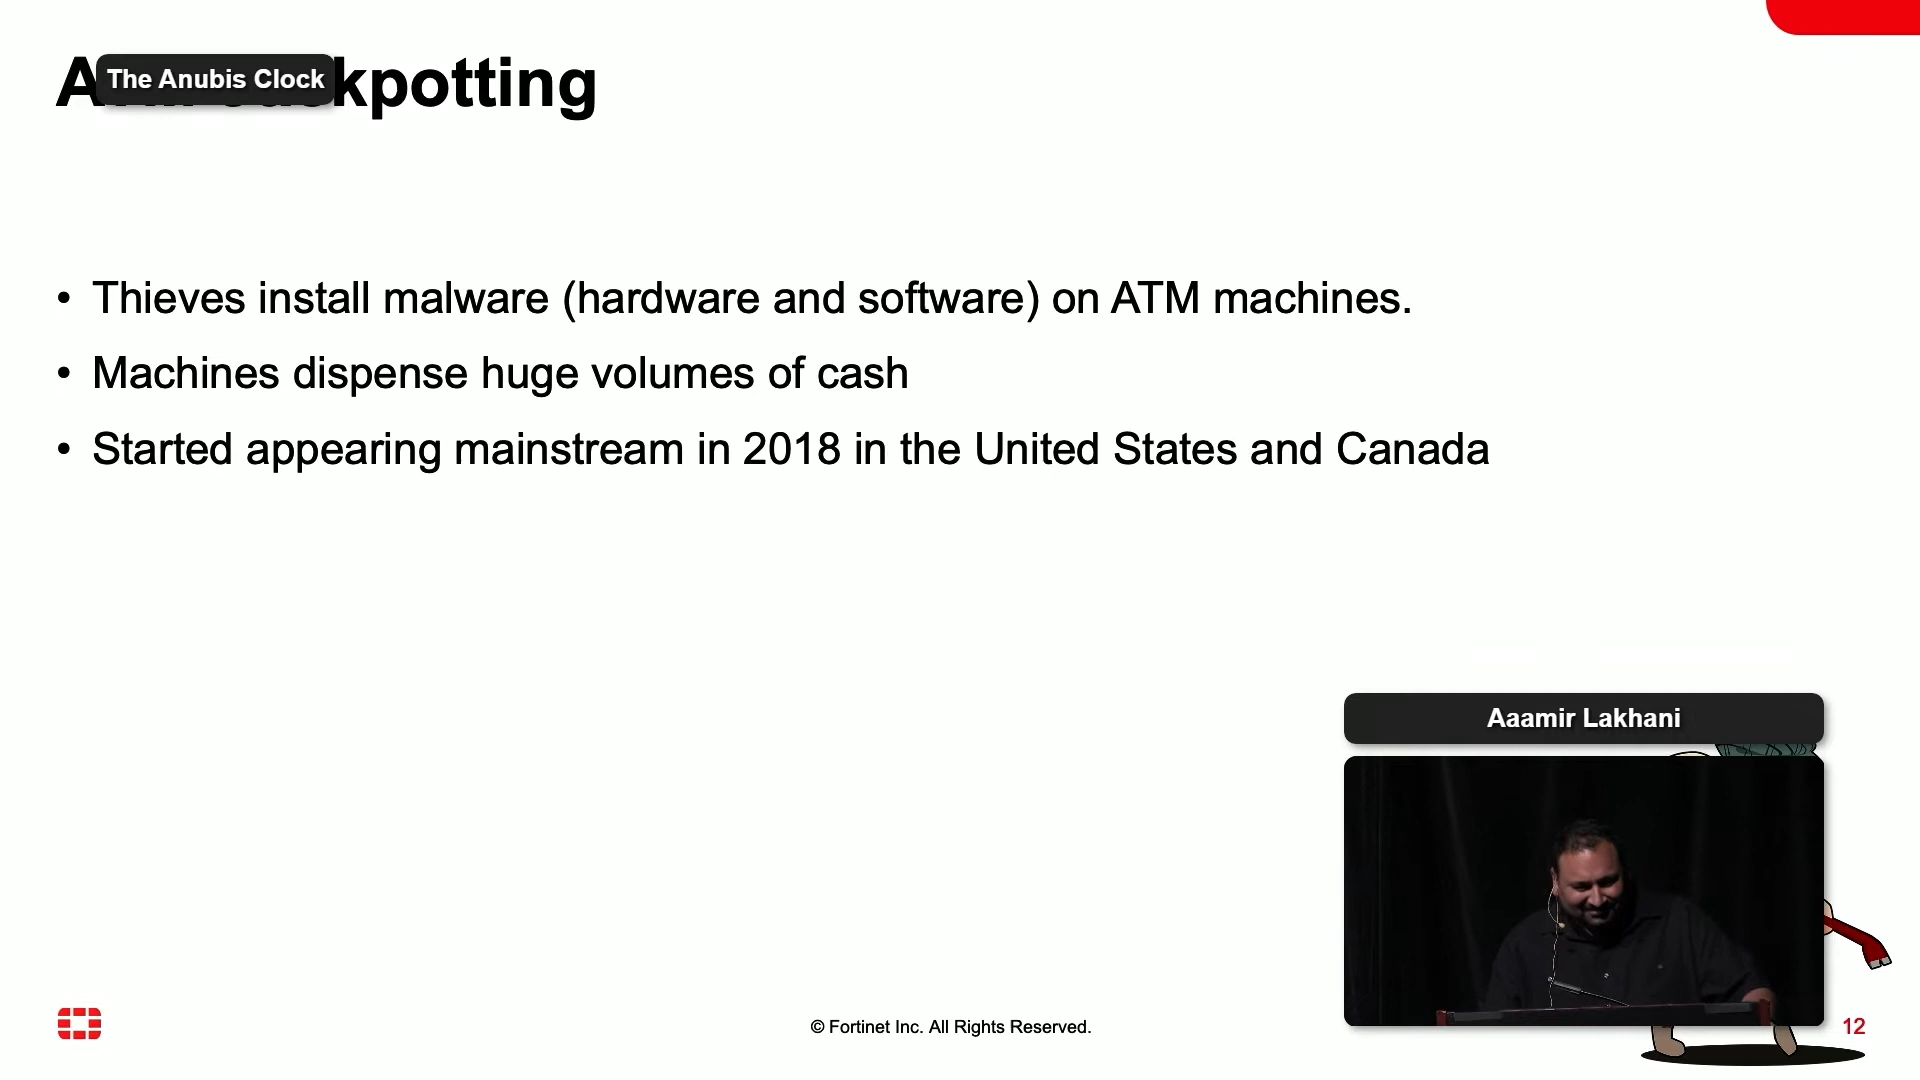 The Anubis Clock
kpotting
• Thieves install malware (hardware and software) on ATM machines.
• Machines dispense huge volumes of cash
• Started appearing mainstream in 2018 in the United States and Canada
Aaamir Lakhani
© Fortinet Inc. All Rights Reserved.
12